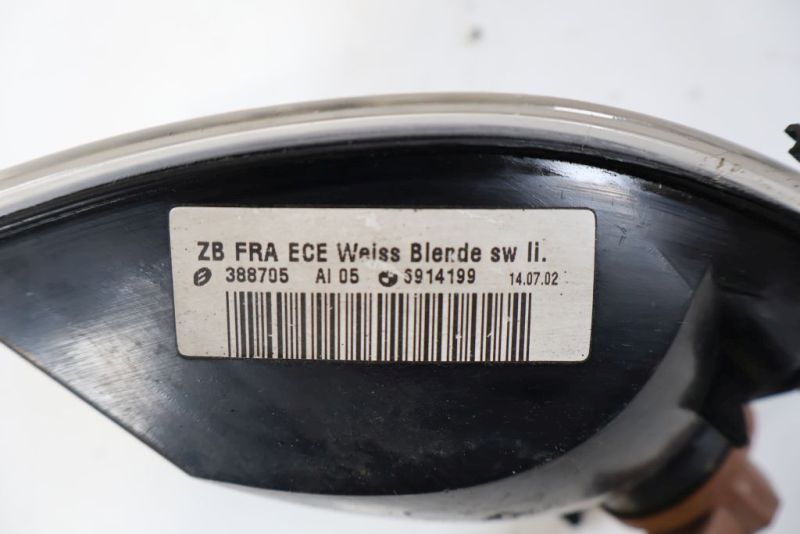 ZB FRA ECE Weiss Blende sw li.
388705 AI 05 6914199 14.07.02